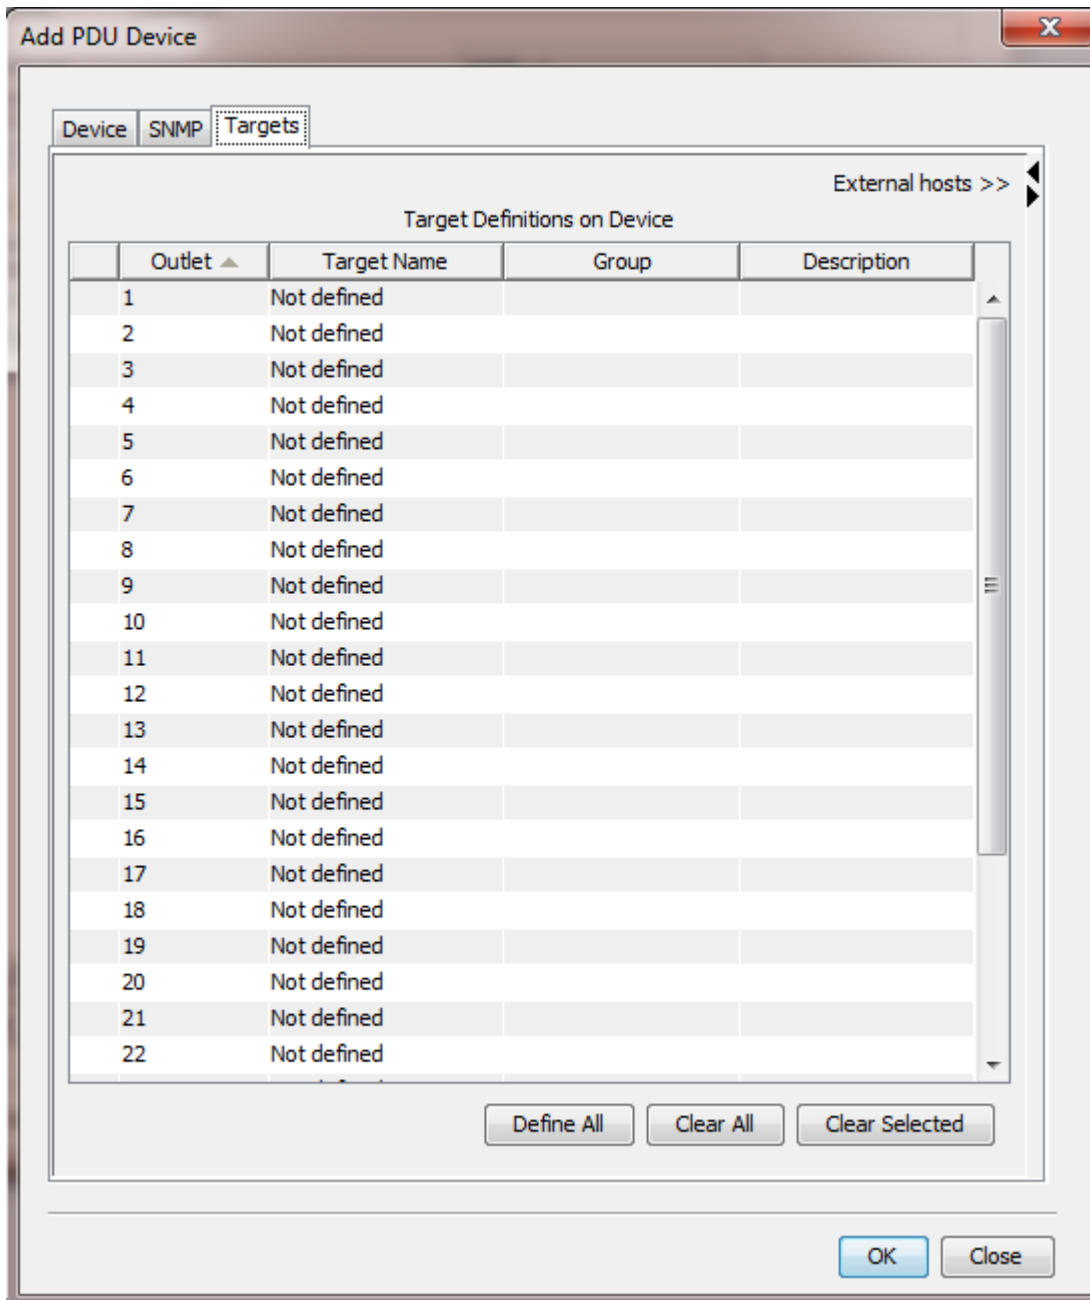 Add PDU Device
Device SNMP Targets
External hosts >>
Target Definitions on Device
Outlet Target Name Group Description
1 Not defined
2 Not defined
3 Not defined
4 Not defined
5 Not defined
6 Not defined
7 Not defined
8 Not defined
9 Not defined
10 Not defined
11 Not defined
12 Not defined
13 Not defined
14 Not defined
15 Not defined
16 Not defined
17 Not defined
18 Not defined
19 Not defined
20 Not defined
21 Not defined
22 Not defined
Define All Clear All Clear Selected
OK Close